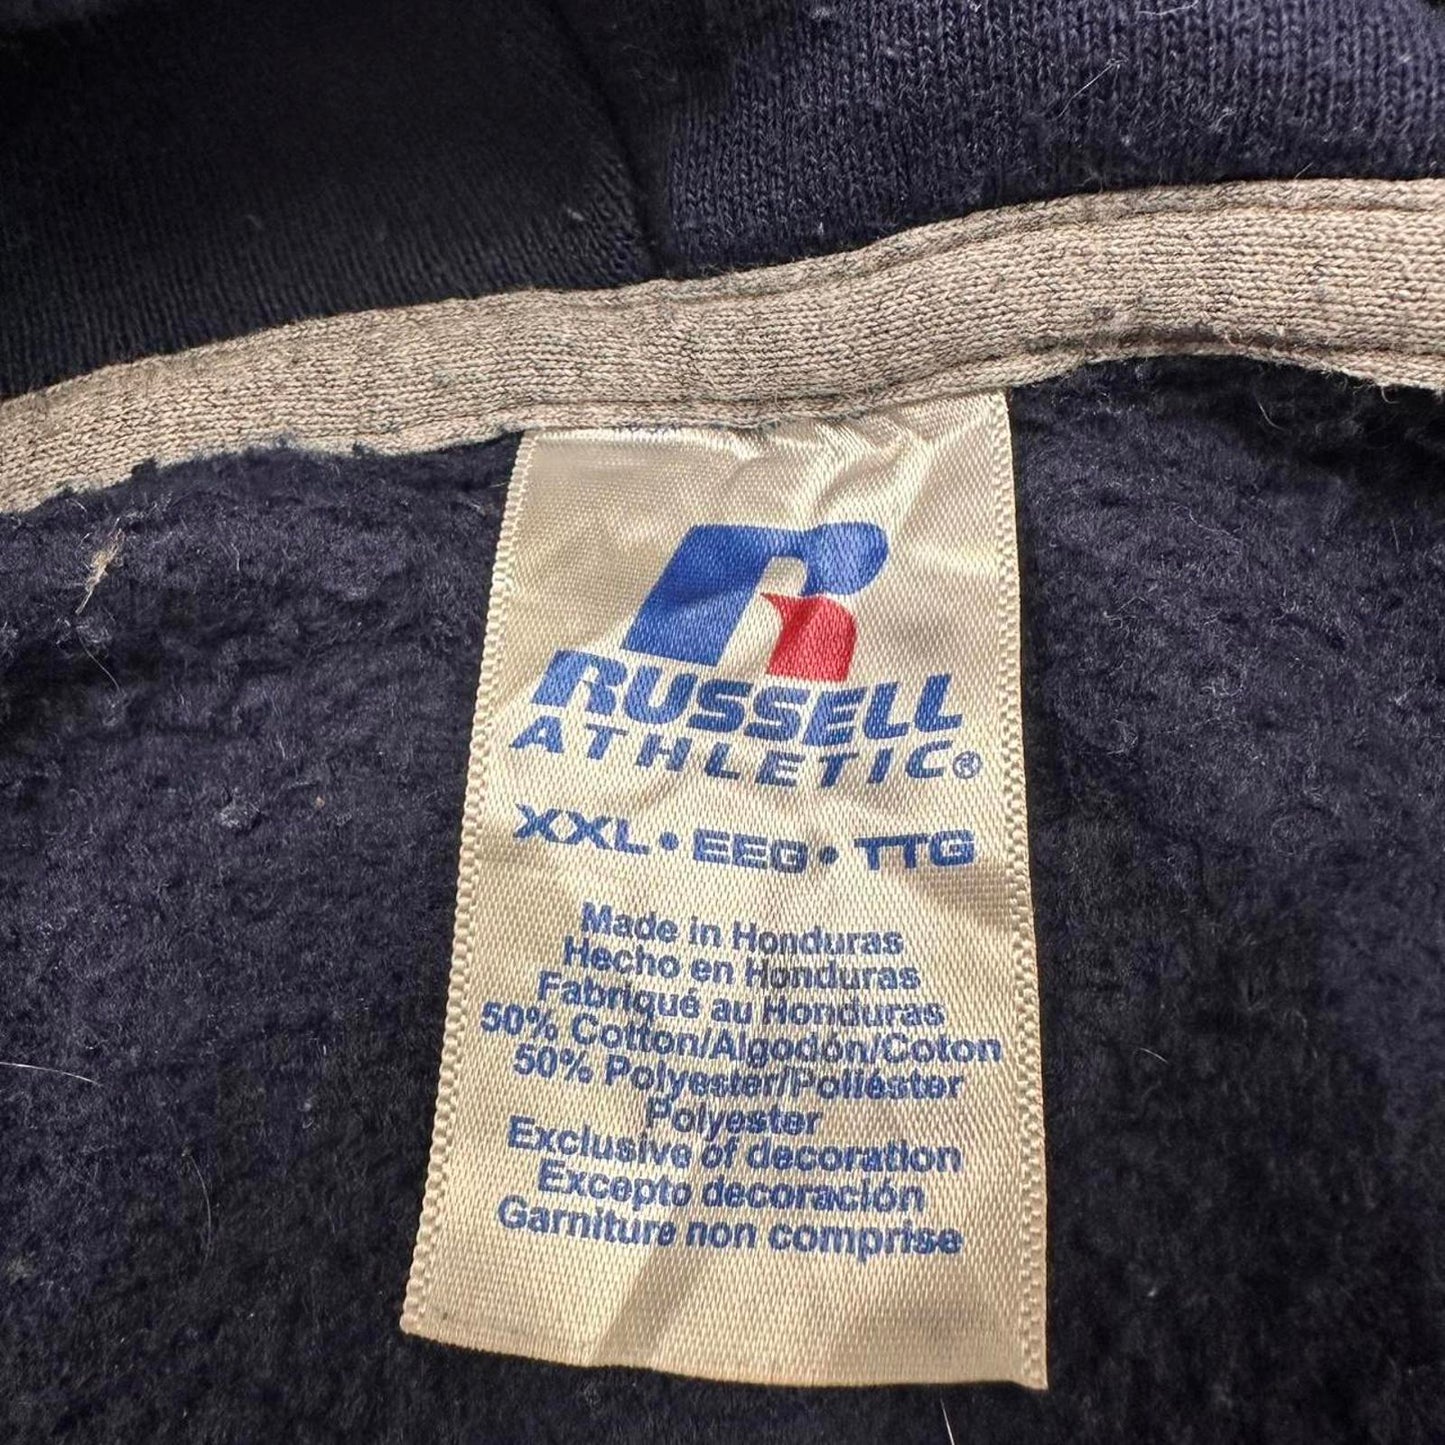 RUSSELL
ATHLETIC®
XXL • EEG • TTG
Made in Honduras
Hecho en Honduras
Fabriqué au Honduras
50% Cotton/Algodón/Coton
50% Polyester/Poliéster
Polyester
Exclusive of decoration
Excepto decoración
Garniture non comprise